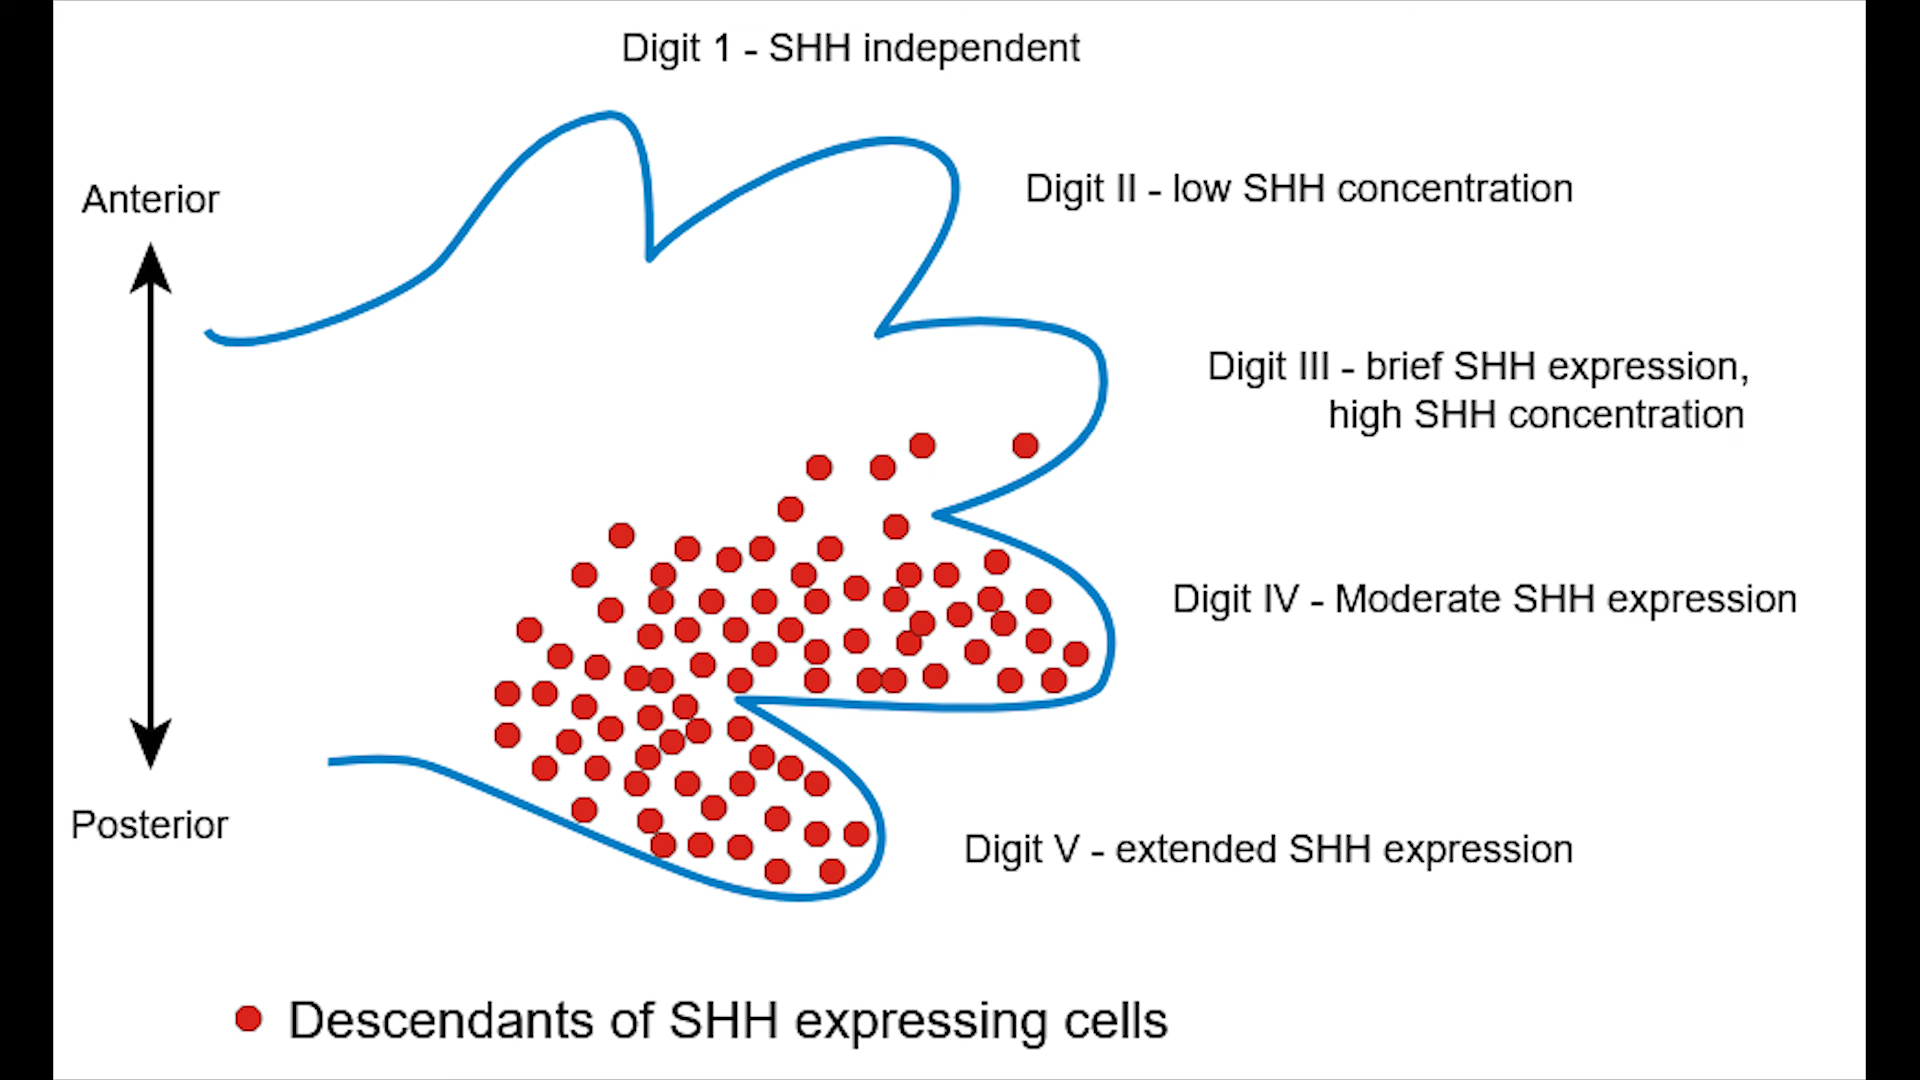 Digit 1 - SHH independent
Anterior
Digit II - low SHH concentration
Digit III - brief SHH expression,
high SHH concentration
Digit IV - Moderate SHH expression
Posterior
Digit V - extended SHH expression
Descendants of SHH expressing cells